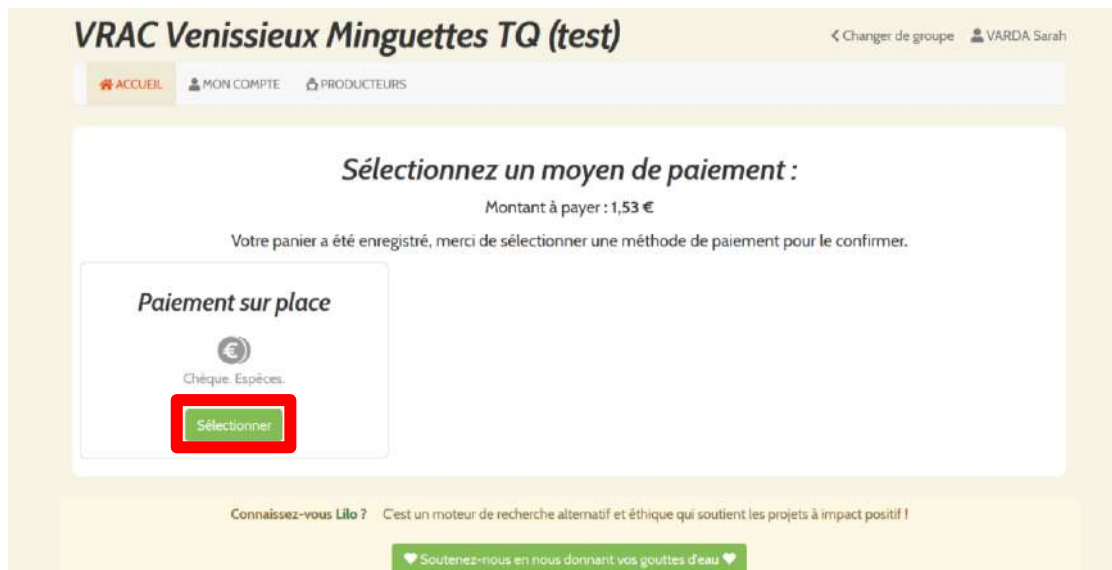 VRAC Venissieux Minguettes TQ (test)
Changer de groupe VARDA Sarah
ACCUEIL MON COMPTE PRODUCTEURS
Sélectionnez un moyen de paiement :
Montant à payer : 1,53 €
Votre panier a été enregistré, merci de sélectionner une méthode de paiement pour le confirmer.
Paiement sur place
€
Chèque. Espèces.
Sélectionner
Connaissez-vous Lilo ? C'est un moteur de recherche alternatif et éthique qui soutient les projets à impact positif !
Soutenez-nous en nous donnant vos gouttes d'eau